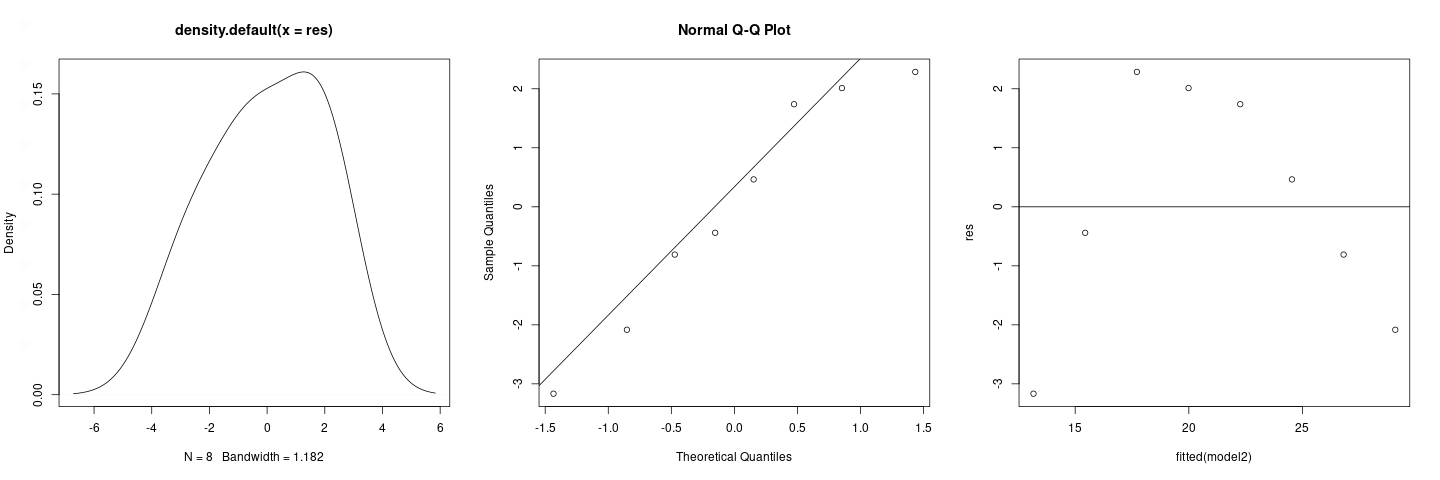 density.default(x = res)
Density
0.00 0.05 0.10 0.15
-6 -4 -2 0 2 4 6
N = 8 Bandwidth = 1.182
Normal Q-Q Plot
Sample Quantiles
-3 -2 -1 0 1 2
-1.5 -1.0 -0.5 0.0 0.5 1.0 1.5
Theoretical Quantiles
res
-3 -2 -1 0 1 2
15 20 25
fitted(model2)